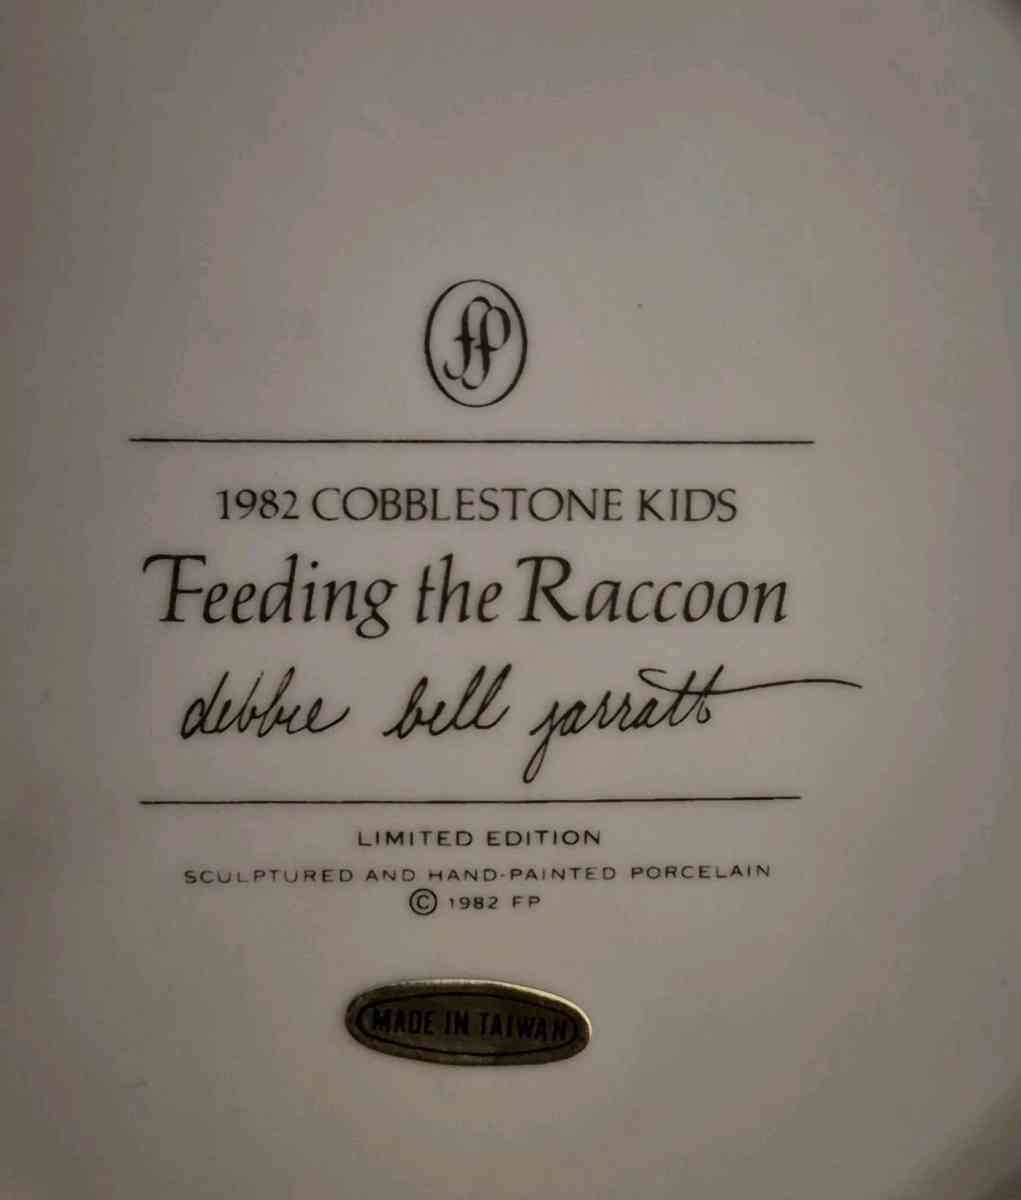 fp
1982 COBBLESTONE KIDS
Feeding the Raccoon
debbie bell jarratt
LIMITED EDITION
SCULPTURED AND HAND-PAINTED PORCELAIN
© 1982 FP
MADE IN TAIWAN